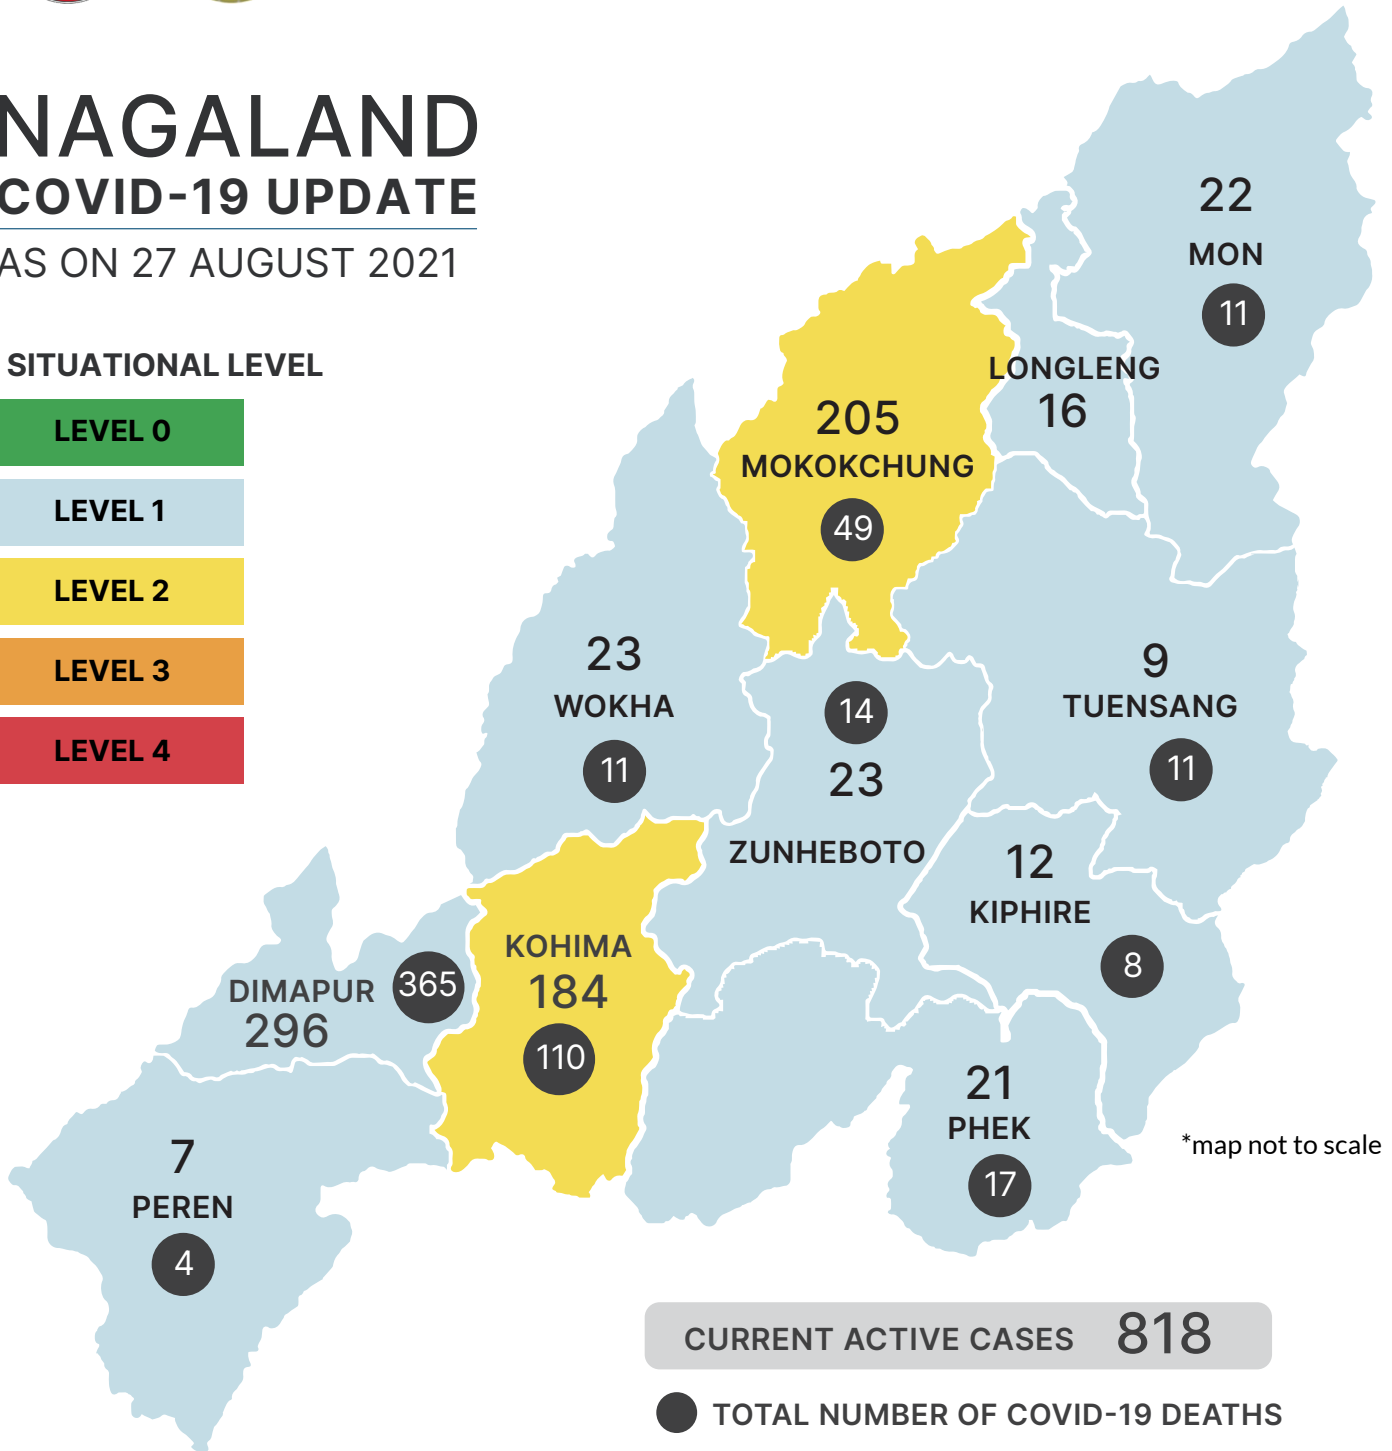 NAGALAND
COVID-19 UPDATE
AS ON 27 AUGUST 2021
SITUATIONAL LEVEL
LEVEL 0
LEVEL 1
LEVEL 2
LEVEL 3
LEVEL 4
22
MON
11
LONGLENG
16
205
MOKOKCHUNG
49
23
WOKHA
11
14
23
ZUNHEBOTO
9
TUENSANG
11
12
KIPHIRE
8
KOHIMA
184
110
DIMAPUR
365
296
21
PHEK
17
7
PEREN
4
*map not to scale
CURRENT ACTIVE CASES 818
TOTAL NUMBER OF COVID-19 DEATHS